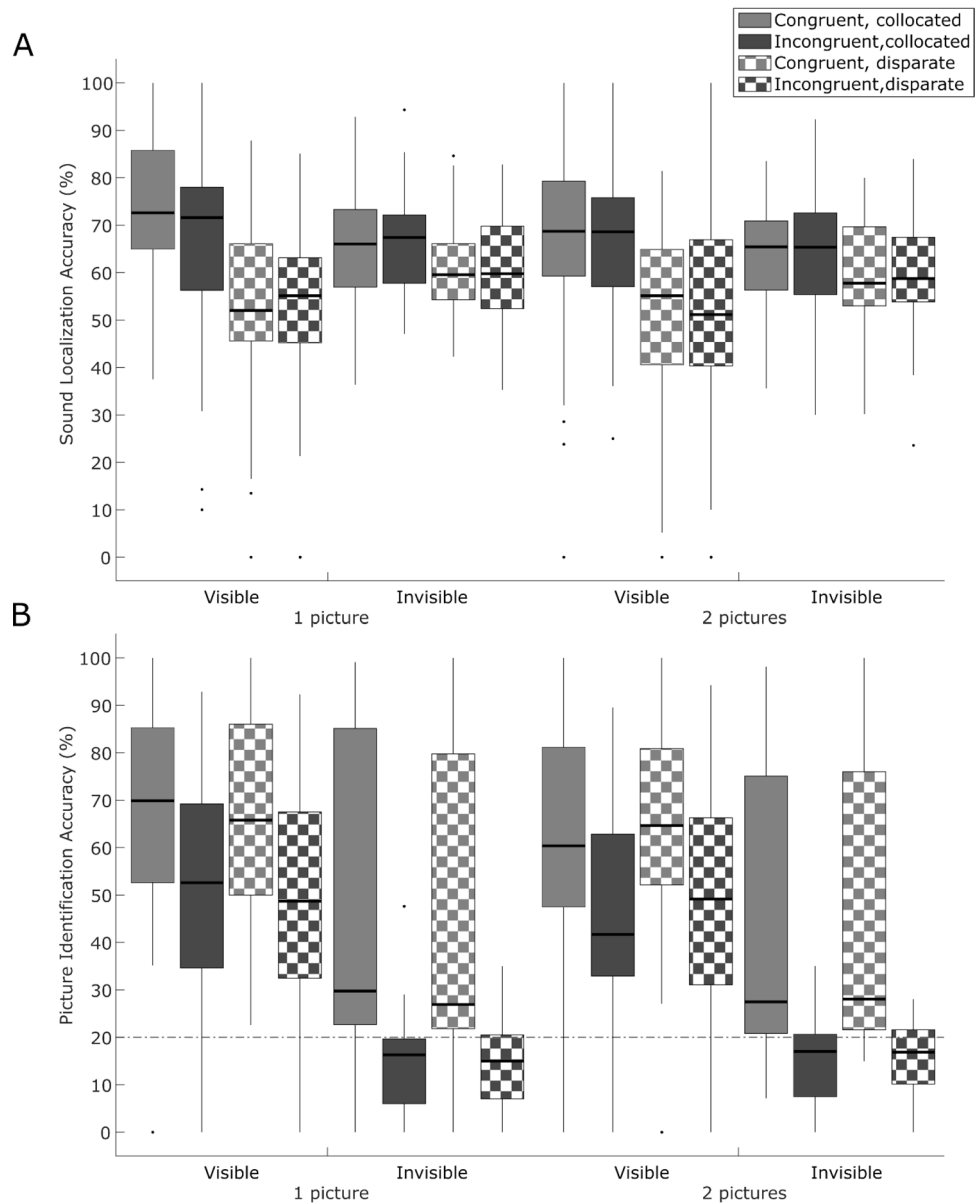 Congruent, collocated
Incongruent,collocated
Congruent, disparate
Incongruent,disparate
A
Sound Localization Accuracy (%)
100
90
80
70
60
50
40
30
20
10
0
Visible Invisible Visible Invisible
1 picture 2 pictures
B
Picture Identification Accuracy (%)
100
90
80
70
60
50
40
30
20
10
0
Visible Invisible Visible Invisible
1 picture 2 pictures